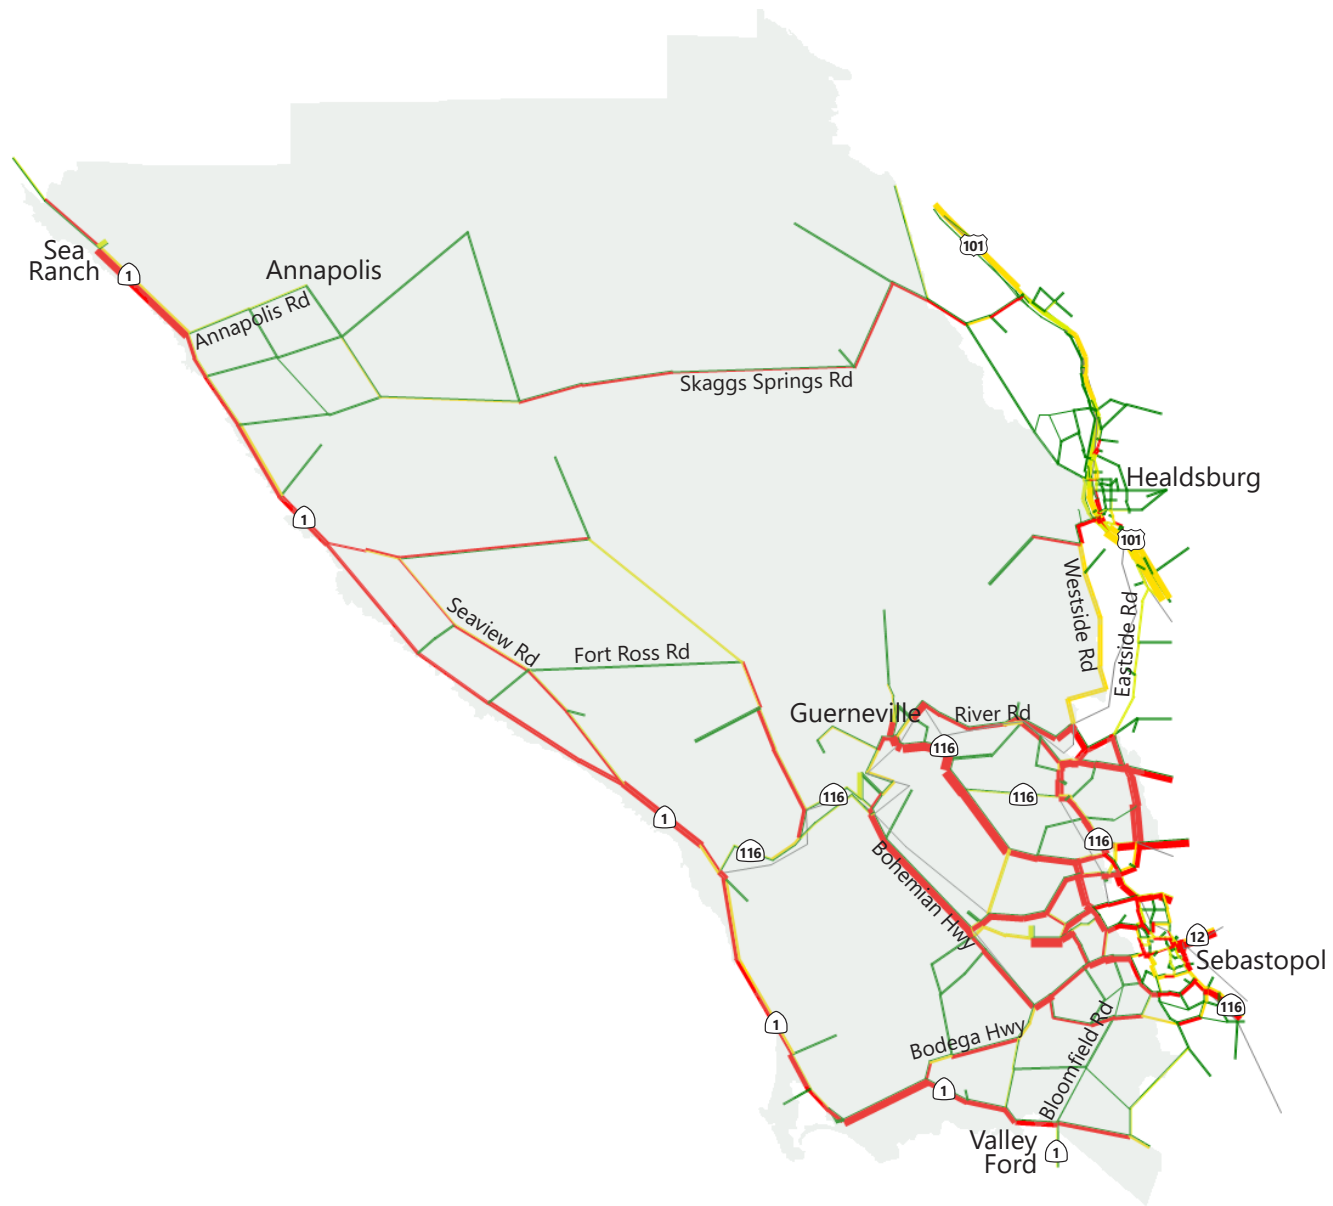 101
Sea
Ranch
1
Annapolis
Annapolis Rd
Skaggs Springs Rd
Healdsburg
1
101
Westside Rd
Eastside Rd
Seaview Rd
Fort Ross Rd
Guerneville
River Rd
116
116
116
1
116
116
Bohemian Hwy
12
Sebastopol
116
1
Bodega Hwy
Bloomfield Rd
1
Valley
Ford
1